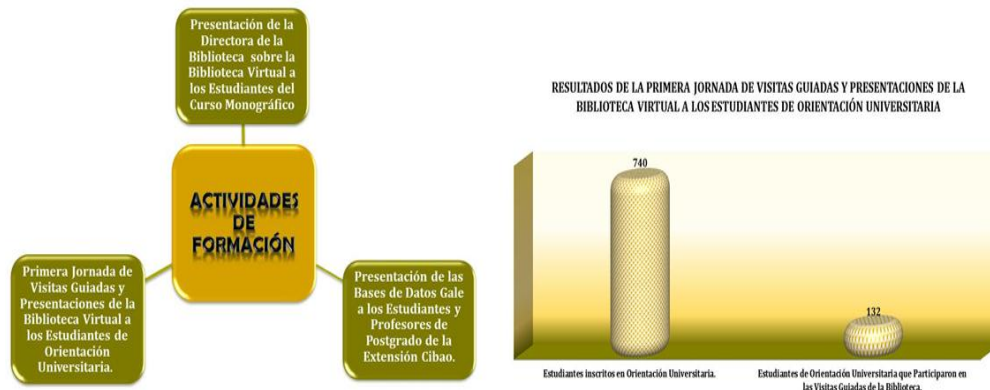 Presentación de la
Directora de la
Biblioteca sobre la
Biblioteca Virtual a
los Estudiantes del
Curso Monográfico
ACTIVIDADES
DE
FORMACIÓN
Primera Jornada de
Visitas Guiadas y
Presentaciones de la
Biblioteca Virtual a
los Estudiantes de
Orientación
Universitaria.
Presentación de las
Bases de Datos Gale
a los Estudiantes y
Profesores de
Postgrado de la
Extensión Cibao.
RESULTADOS DE LA PRIMERA JORNADA DE VISITAS GUIADAS Y PRESENTACIONES DE LA
BIBLIOTECA VIRTUAL A LOS ESTUDIANTES DE ORIENTACIÓN UNIVERSITARIA
740
132
Estudiantes inscritos en Orientación Universitaria.
Estudiantes de Orientación Universitaria que Participaron en
las Visitas Guiadas de la Biblioteca.